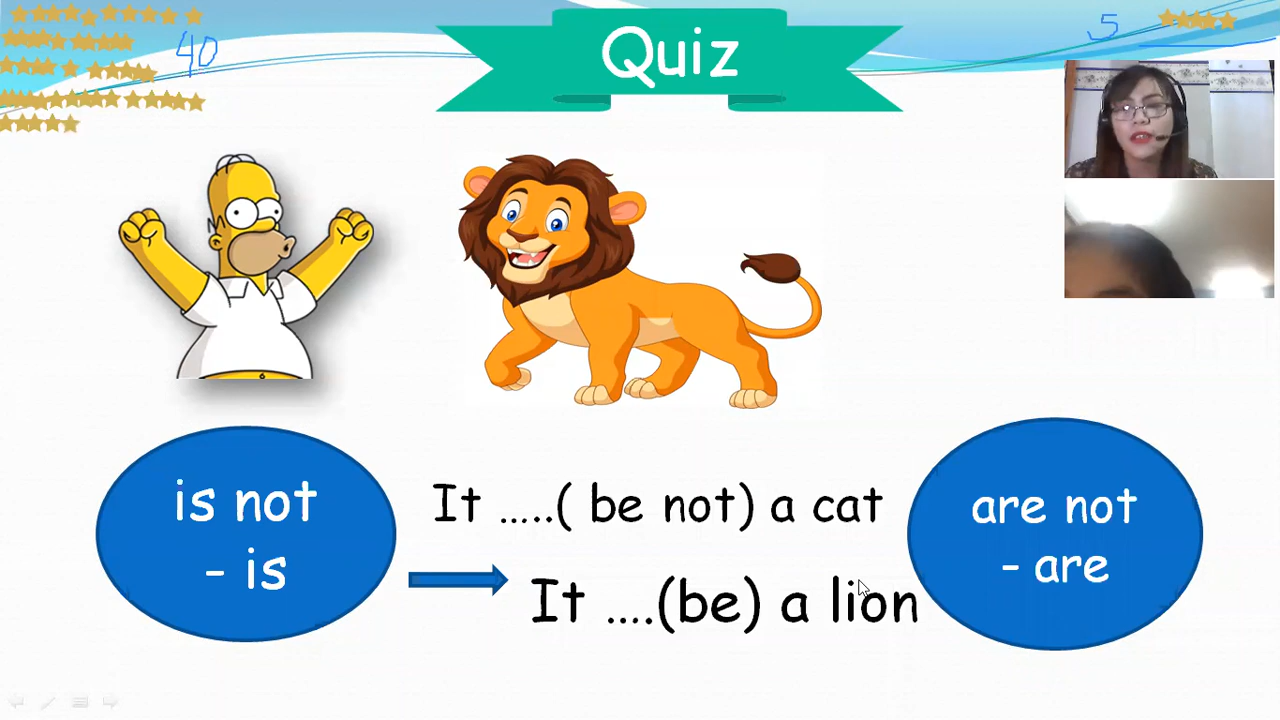 40
Quiz
5
is not
- is
It .....( be not) a cat
It ....(be) a lion
are not
- are